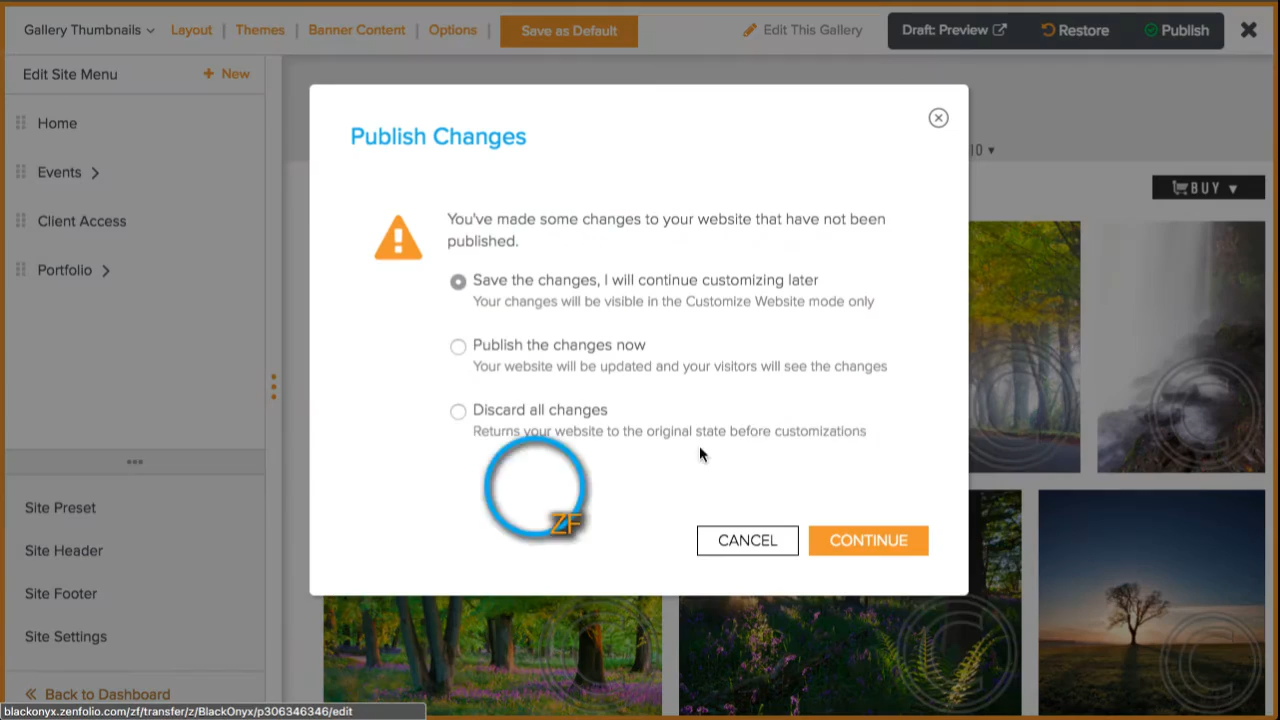 Gallery Thumbnails
Layout
Themes
Banner Content
Options
Save as Default
Edit This Gallery
Draft: Preview
Restore
Publish
Edit Site Menu
+ New
Home
Events
Client Access
Portfolio
Site Preset
Site Header
Site Footer
Site Settings
Back to Dashboard
blackonyx.zenfolio.com/zf/transfer/z/BlackOnyx/p306346346/edit
BUY
Publish Changes
You've made some changes to your website that have not been
published.
Save the changes, I will continue customizing later
Your changes will be visible in the Customize Website mode only
Publish the changes now
Your website will be updated and your visitors will see the changes
Discard all changes
Returns your website to the original state before customizations
ZF
CANCEL
CONTINUE